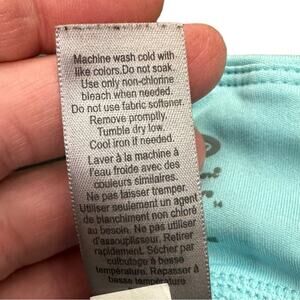 Machine wash cold with
like colors.Do not soak.
Use only non-chlorine
bleach when needed.
Do not use fabric softener.
Remove promptly.
Tumble dry low.
Cool iron if needed.
Laver à la machine à
l'eau froide avec des
couleurs similaires.
Ne pas laisser tremper.
Utiliser seulement un agent
de blanchiment non chloré
au besoin. Ne pas utiliser
d'assouplisseur. Retirer
rapidement. Sécher par
culbutage à basse
température. Repasser à
basse température